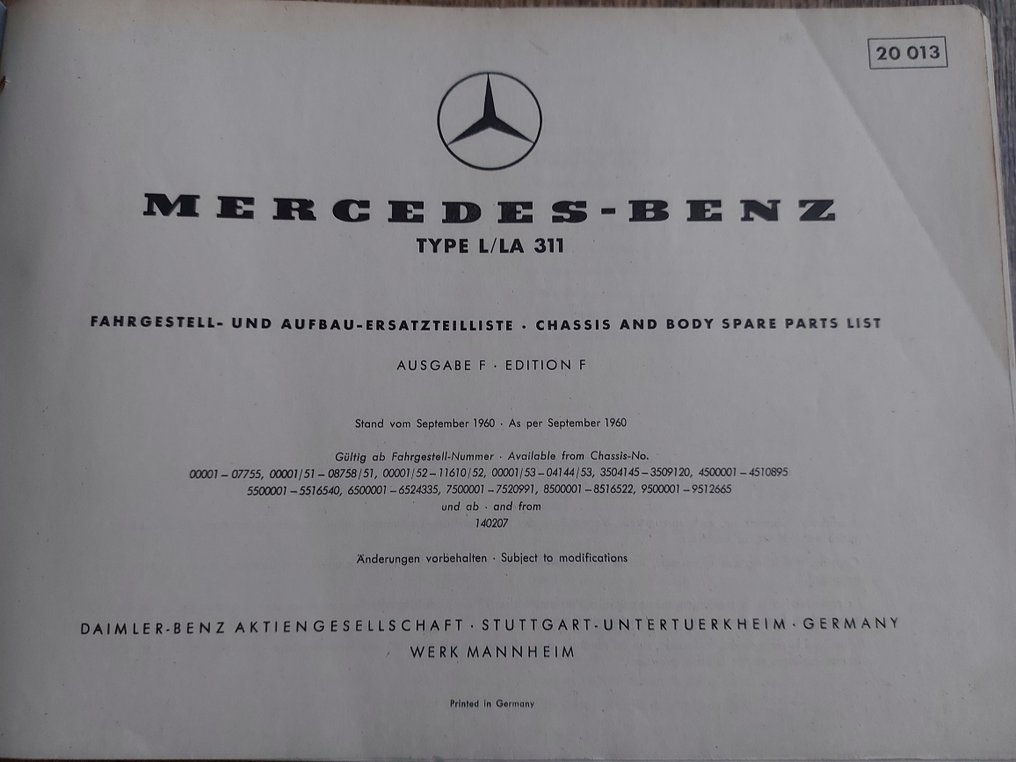 20 013
MERCEDES-BENZ
TYPE L/LA 311
FAHRGESTELL- UND AUFBAU-ERSATZTEILLISTE · CHASSIS AND BODY SPARE PARTS LIST
AUSGABE F · EDITION F
Stand vom September 1960 · As per September 1960
Gültig ab Fahrgestell-Nummer · Available from Chassis-No.
00001 – 07755, 00001/51 – 08758/51, 00001/52 – 11610/52, 00001/53 – 04144/53, 3504145 – 3509120, 4500001 – 4510895
5500001 – 5516540, 6500001 – 6524335, 7500001 – 7520991, 8500001 – 8516522, 9500001 – 9512665
und ab · and from
140207
Änderungen vorbehalten · Subject to modifications
DAIMLER-BENZ AKTIENGESELLSCHAFT · STUTTGART-UNTERTUERKHEIM · GERMANY
WERK MANNHEIM
Printed in Germany